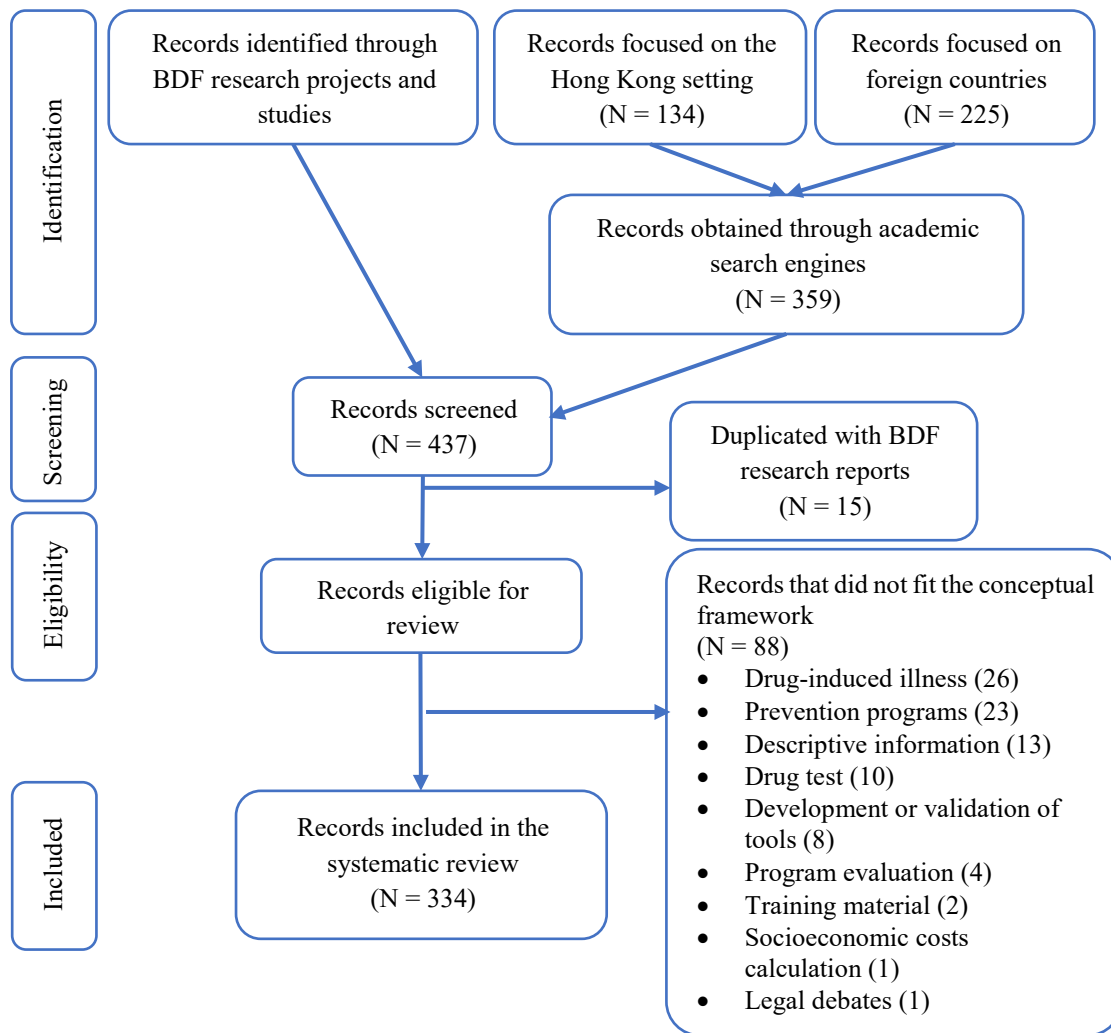 Identification
Records identified through
BDF research projects and
studies
Records focused on the
Hong Kong setting
(N = 134)
Records focused on
foreign countries
(N = 225)
Records obtained through academic
search engines
(N = 359)
Screening
Records screened
(N = 437)
Duplicated with BDF
research reports
(N = 15)
Eligibility
Records eligible for
review
Records that did not fit the conceptual
framework
(N = 88)
• Drug-induced illness (26)
• Prevention programs (23)
• Descriptive information (13)
• Drug test (10)
• Development or validation of
tools (8)
• Program evaluation (4)
• Training material (2)
• Socioeconomic costs
calculation (1)
• Legal debates (1)
Included
Records included in the
systematic review
(N = 334)